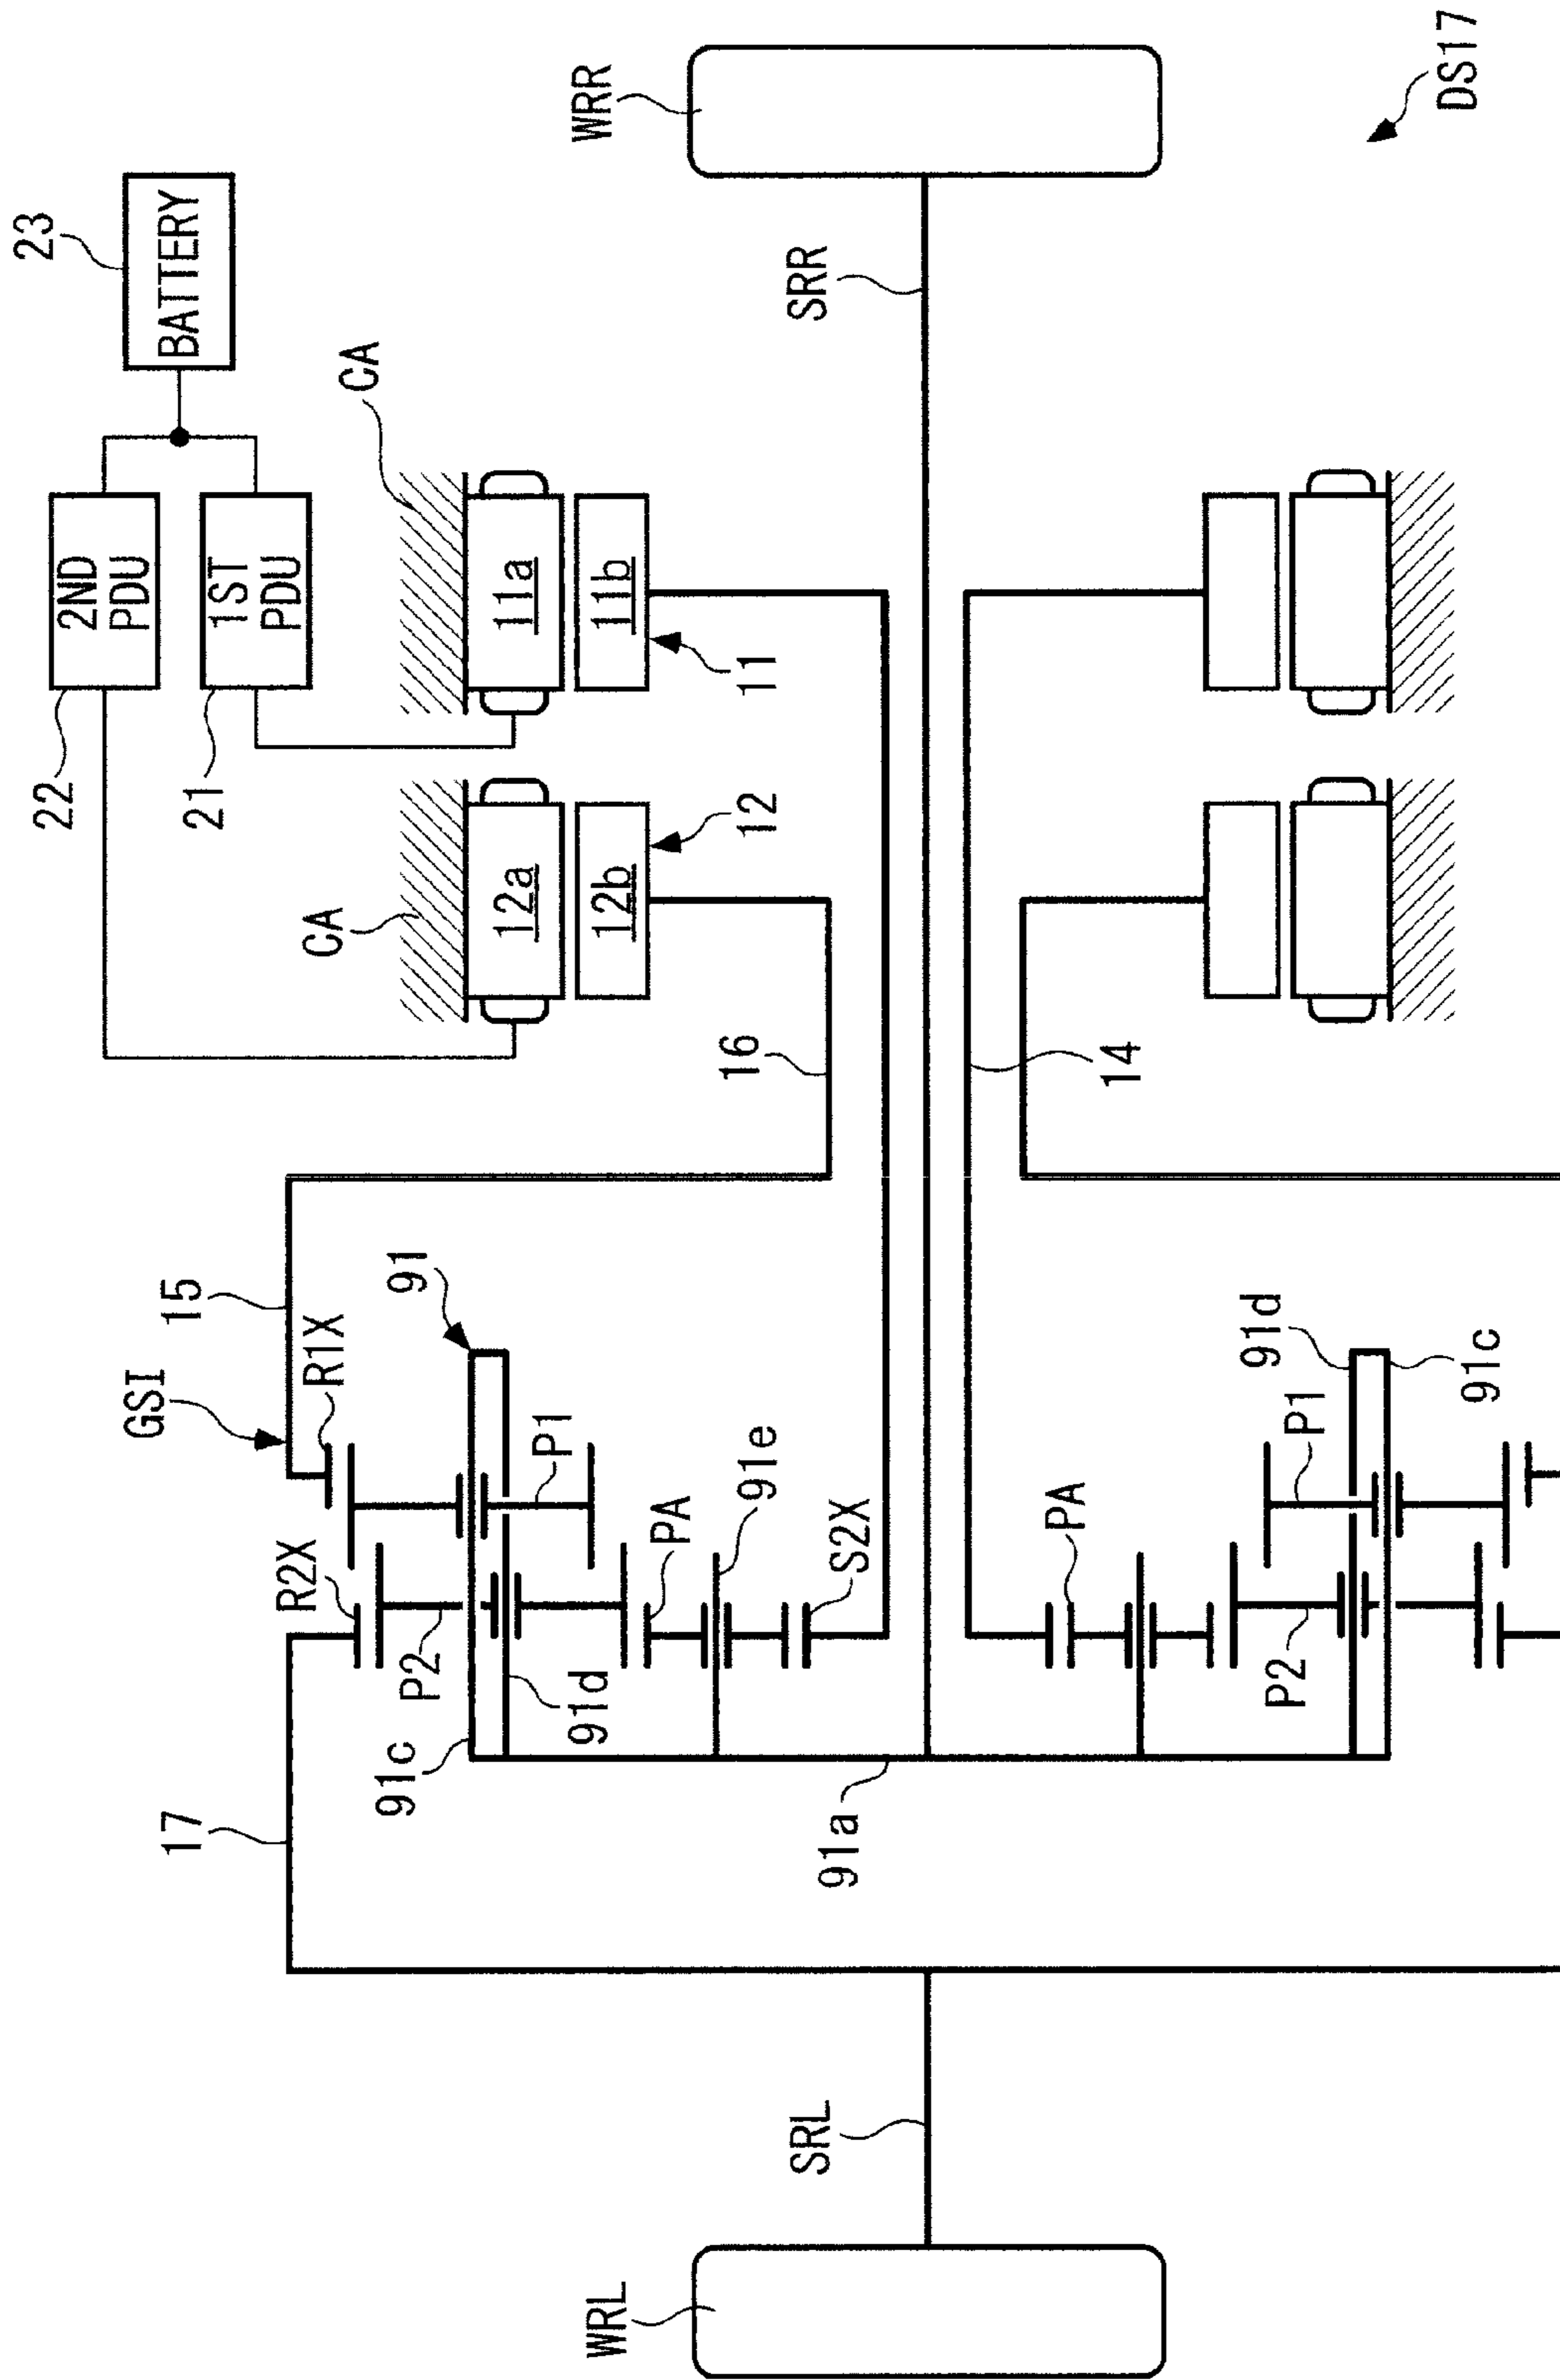 23
BATTERY
2ND PDU
1ST PDU
22
21
CA
CA
11a
11b
11
12a
12b
12
WRR
SRR
DS17
16
14
15
GSI
R1X
R2X
91
P1
P2
PA
91e
S2X
91d
91c
17
91a
PA
P1
P2
91d
91c
SRL
WRL